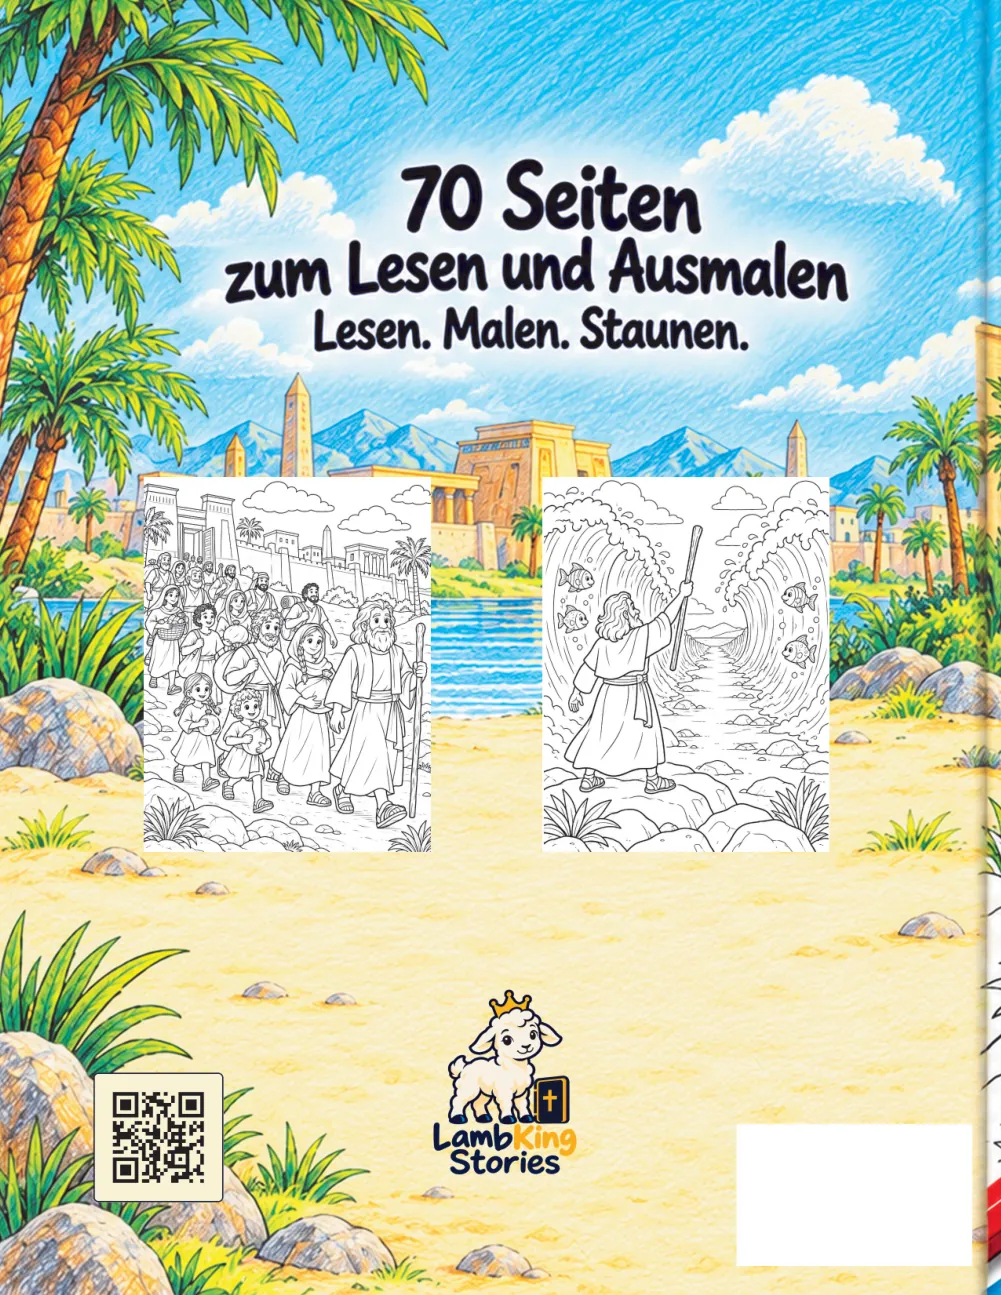 70 Seiten
zum Lesen und Ausmalen
Lesen. Malen. Staunen.
LambKing
Stories